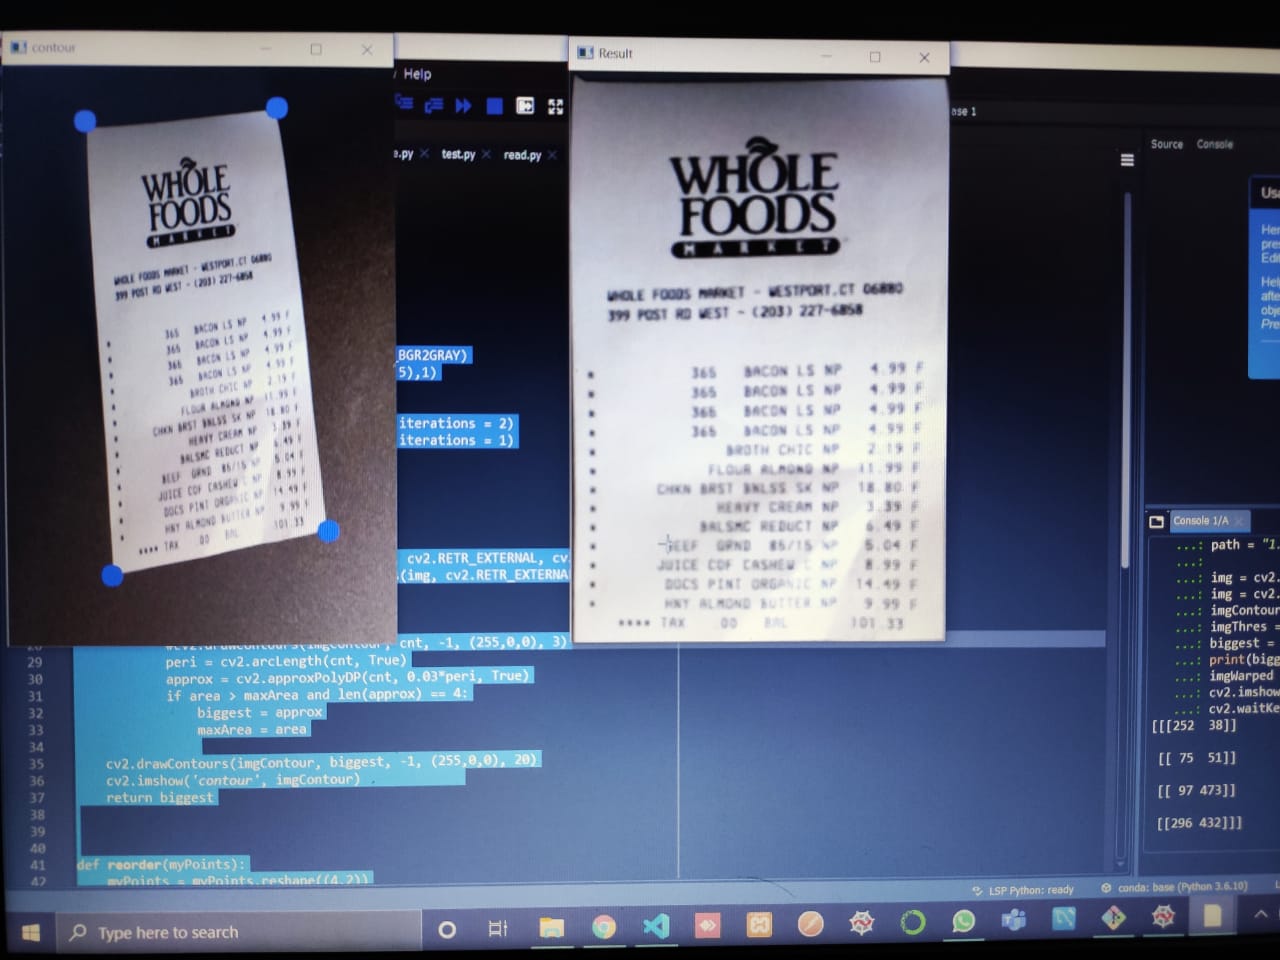 contour
WHOLE
FOODS
MARKET
WHOLE FOODS MARKET - WESTPORT,CT 06880
399 POST RD WEST - (203) 227-6858
365 BACON LS NP 4.99 F
365 BACON LS NP 4.99 F
365 BACON LS NP 4.99 F
365 BACON LS NP 4.99 F
BROTH CHIC NP 2.19 F
FLOUR ALMOND NP 11.99 F
CHKN BRST BNLSS SK NP 18.80 F
HEAVY CREAM NP 3.39 F
BALSMC REDUCT NP 6.49 F
BEEF GRND 85/15 NP 5.04 F
JUICE COF CASHEW C NP 8.99 F
DOCS PINT ORGANIC NP 14.49 F
HNY ALMOND BUTTER NP 9.99 F
**** TAX 00 BAL 101.33
Help
e.py × test.py × read.py ×
_BGR2GRAY)
5),1)
iterations = 2)
iterations = 1)
cv2.RETR_EXTERNAL, cv
(img, cv2.RETR_EXTERNA
Result
WHOLE
FOODS
MARKET
WHOLE FOODS MARKET - WESTPORT,CT 06880
399 POST RD WEST - (203) 227-6858
365 BACON LS NP 4.99 F
365 BACON LS NP 4.99 F
365 BACON LS NP 4.99 F
365 BACON LS NP 4.99 F
BROTH CHIC NP 2.19 F
FLOUR ALMOND NP 11.99 F
CHKN BRST BNLSS SK NP 18.80 F
HEAVY CREAM NP 3.39 F
BALSMC REDUCT NP 6.49 F
BEEF GRND 85/15 NP 5.04 F
JUICE COF CASHEW C NP 8.99 F
DOCS PINT ORGANIC NP 14.49 F
HNY ALMOND BUTTER NP 9.99 F
**** TAX 00 BAL 101.33
ase 1
Source Console
Usa
Her
pres
Edi
Help
afte
obje
Pre
cnt, -1, (255,0,0), 3)
29 peri = cv2.arcLength(cnt, True)
30 approx = cv2.approxPolyDP(cnt, 0.03*peri, True)
31 if area > maxArea and len(approx) == 4:
32 biggest = approx
33 maxArea = area
34
35 cv2.drawContours(imgContour, biggest, -1, (255,0,0), 20)
36 cv2.imshow('contour', imgContour)
37 return biggest
38
39
40
41 def reorder(myPoints):
42 myPoints = myPoints.reshape((4,2))
Console 1/A ×
...: path = "1.
...:
...: img = cv2.
...: img = cv2.
...: imgContour
...: imgThres =
...: biggest =
...: print(bigg
...: imgWarped
...: cv2.imshow
...: cv2.waitKe
[[[252 38]]
[[ 75 51]]
[[ 97 473]]
[[296 432]]]
LSP Python: ready
conda: base (Python 3.6.10)
Type here to search